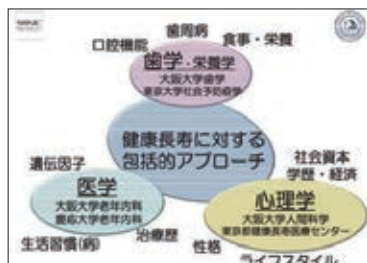 歯周病
口腔機能
食事・栄養
歯学・栄養学
大阪大学歯学
東京大学社会予防疫学
健康長寿に対する
包括的アプローチ
遺伝因子
医学
大阪大学老年内科
慶応大学老年内科
生活習慣(病)
治療歴
社会資本
学歴・経済
心理学
大阪大学人間科学
東京都健康長寿医療センター
性格
ライフスタイル